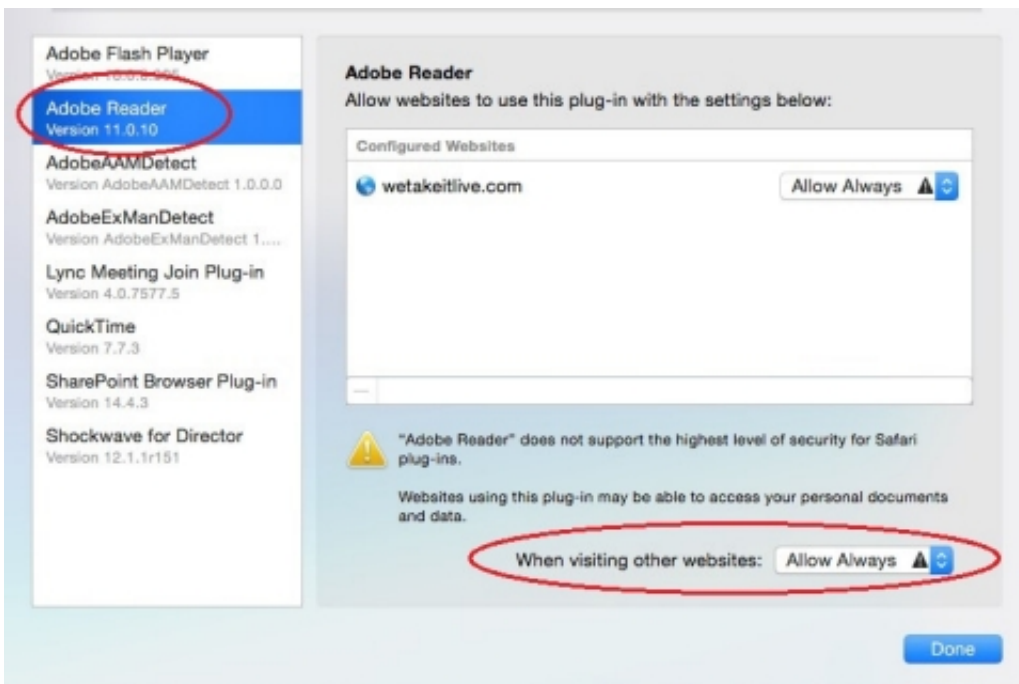 Adobe Flash Player
Version
Adobe Reader
Version 11.0.10
AdobeAAMDetect
Version AdobeAAMDetect 1.0.0.0
AdobeExManDetect
Version AdobeExManDetect 1.....
Lync Meeting Join Plug-in
Version 4.0.7577.5
QuickTime
Version 7.7.3
SharePoint Browser Plug-in
Version 14.4.3
Shockwave for Director
Version 12.1.1r151
Adobe Reader
Allow websites to use this plug-in with the settings below:
Configured Websites
wetakeitlive.com Allow Always
"Adobe Reader" does not support the highest level of security for Safari
plug-ins.
Websites using this plug-in may be able to access your personal documents
and data.
When visiting other websites: Allow Always
Done